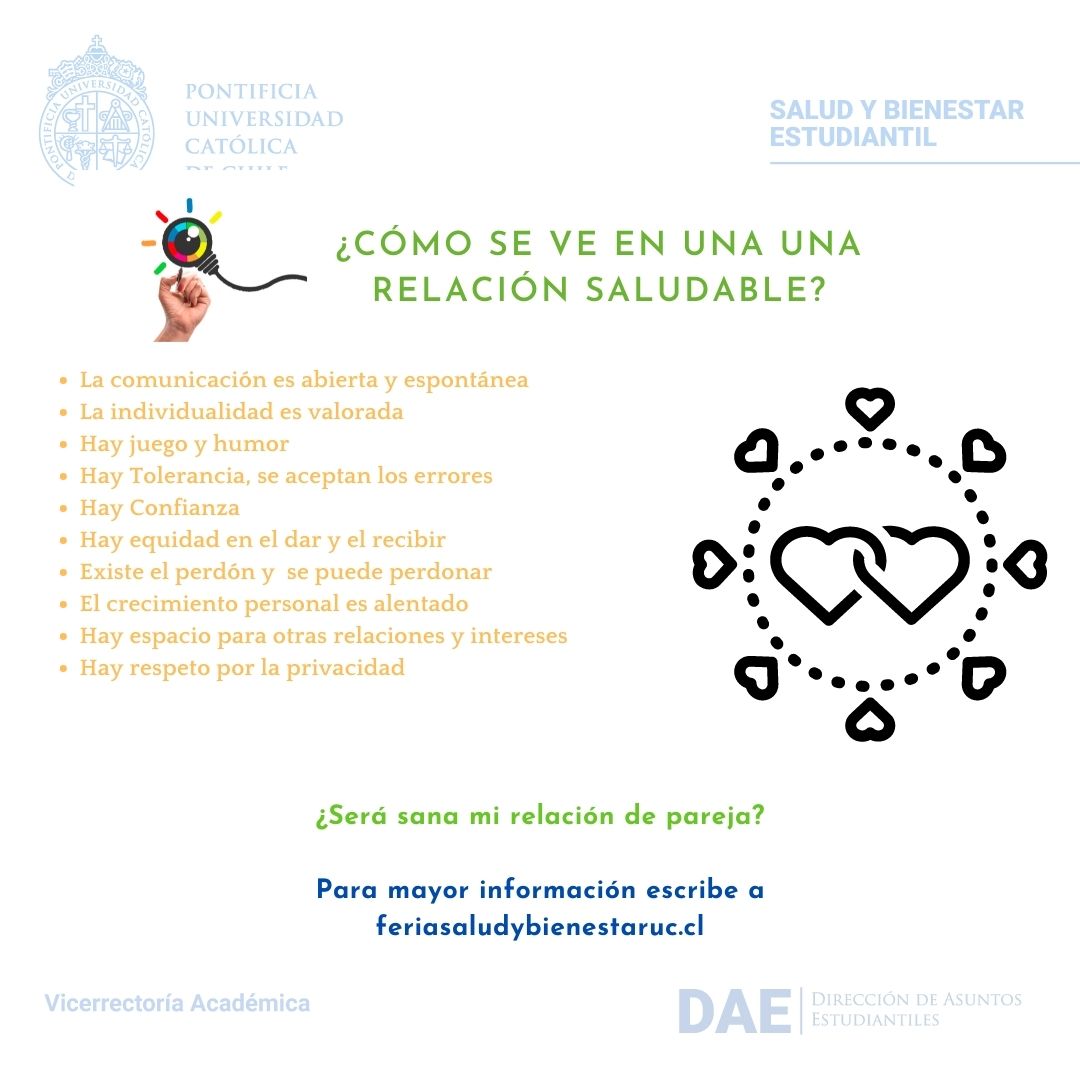 PONTIFICIA
UNIVERSIDAD
CATÓLICA
DE CHILE
PONTIFICIA UNIVERSIDAD CATOLICA
SALUD Y BIENESTAR
ESTUDIANTIL
¿CÓMO SE VE EN UNA UNA
RELACIÓN SALUDABLE?
La comunicación es abierta y espontánea
La individualidad es valorada
Hay juego y humor
Hay Tolerancia, se aceptan los errores
Hay Confianza
Hay equidad en el dar y el recibir
Existe el perdón y  se puede perdonar
El crecimiento personal es alentado
Hay espacio para otras relaciones y intereses
Hay respeto por la privacidad
¿Será sana mi relación de pareja?
Para mayor información escribe a
feriasaludybienestaruc.cl
Vicerrectoría Académica
DAE
DIRECCIÓN DE ASUNTOS
ESTUDIANTILES